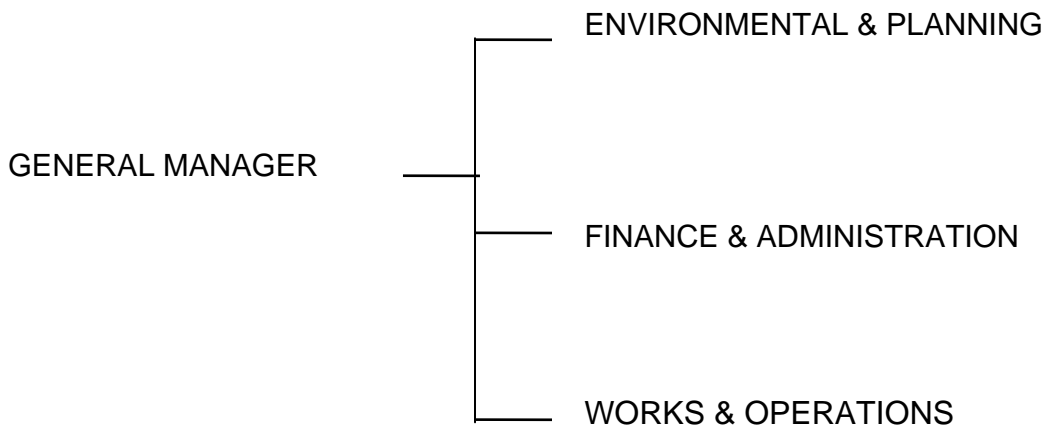 ENVIRONMENTAL & PLANNING
GENERAL MANAGER
FINANCE & ADMINISTRATION
WORKS & OPERATIONS